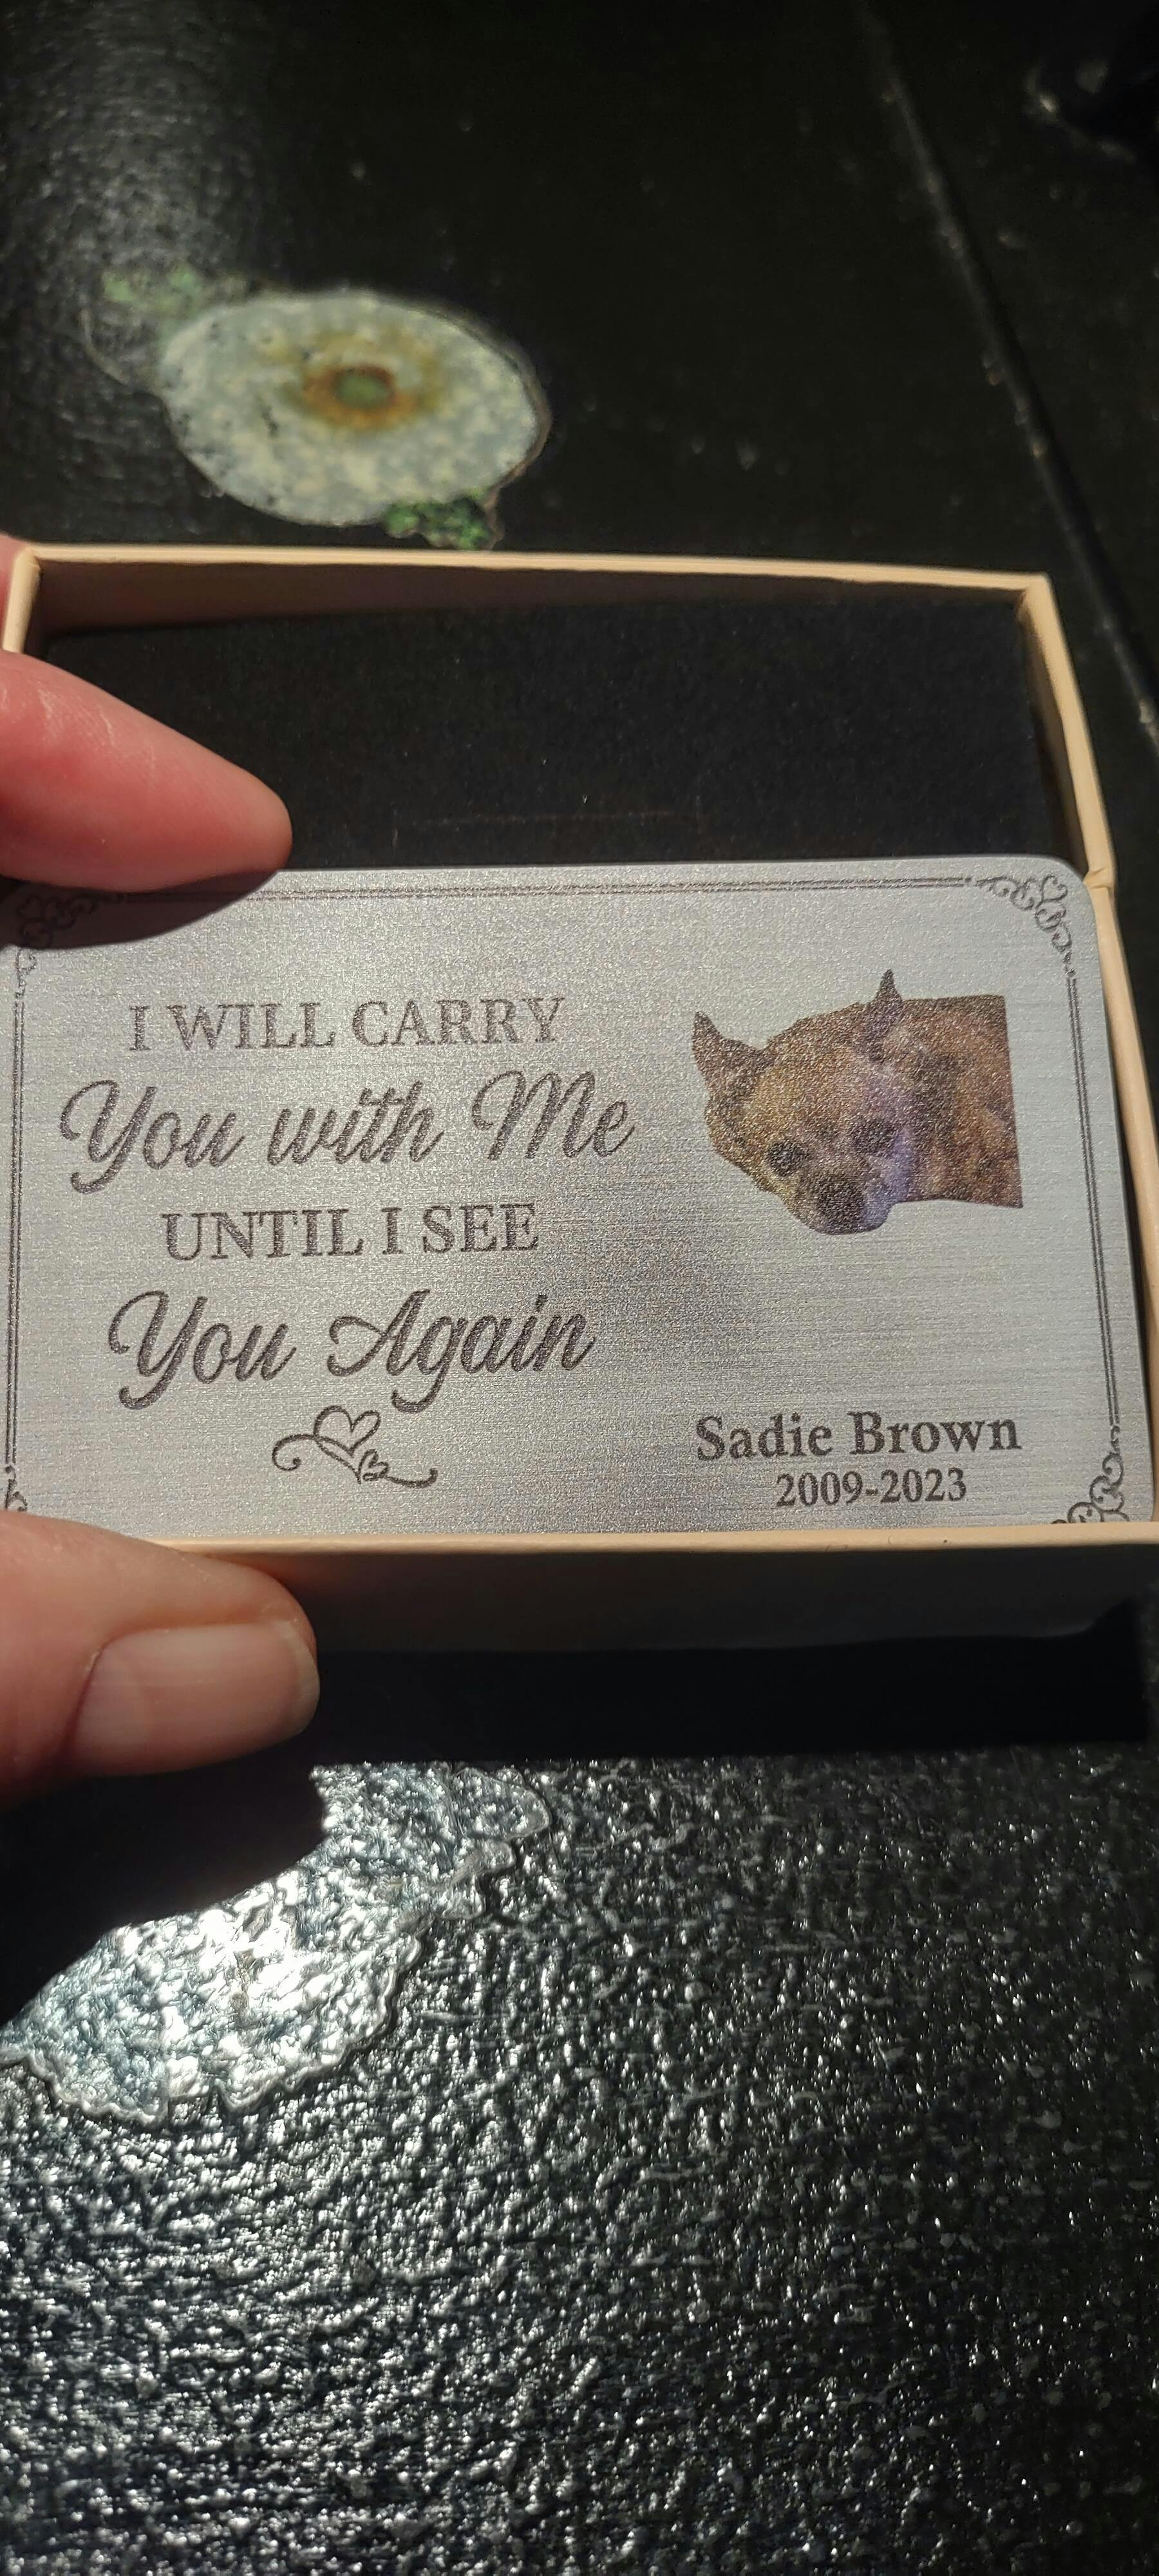 I WILL CARRY
You with Me
UNTIL I SEE
You Again
Sadie Brown
2009-2023